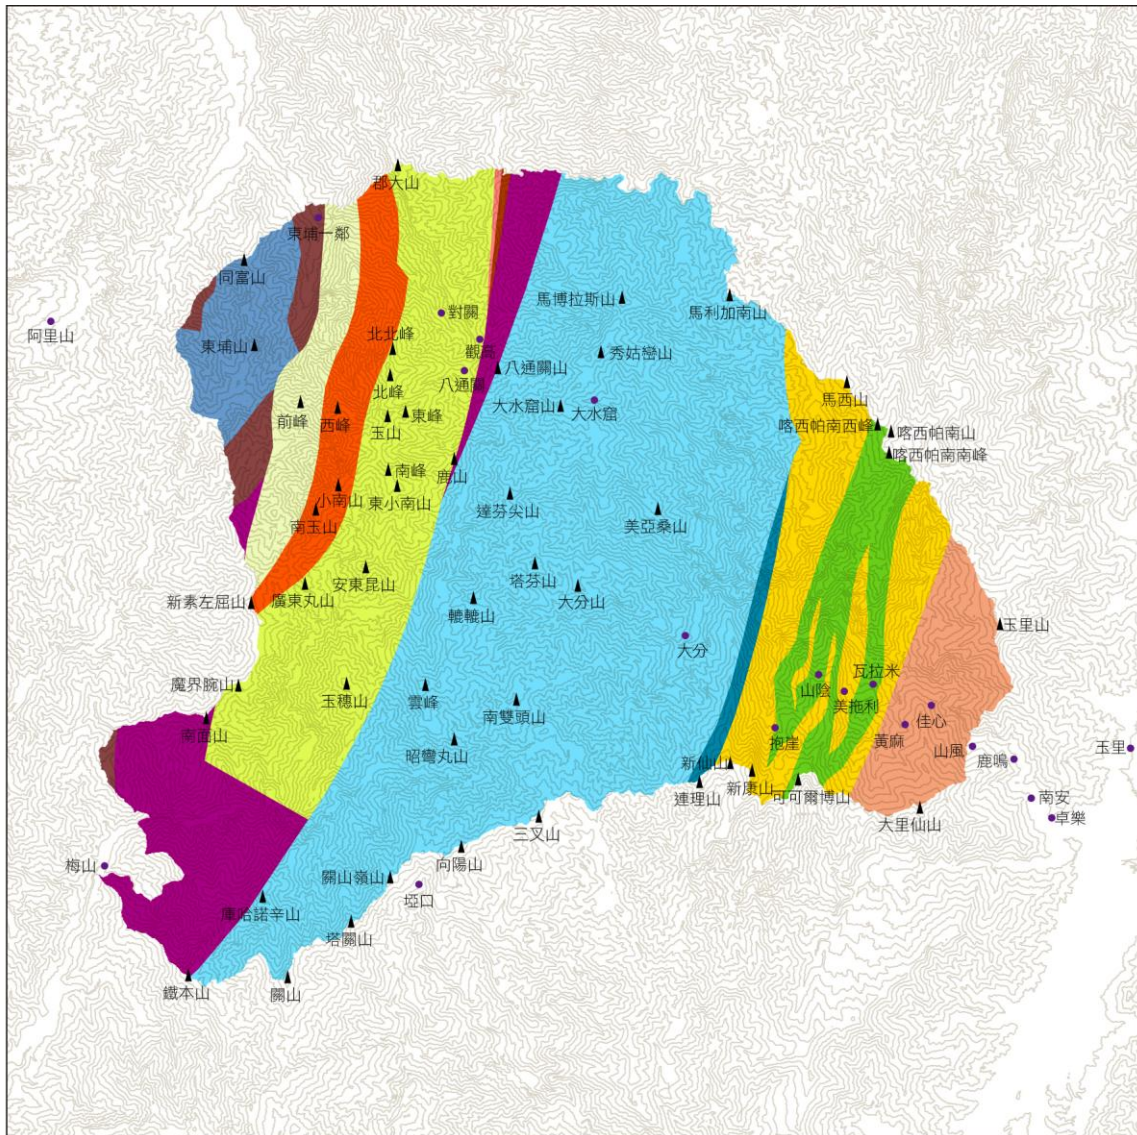 郡大山
東埔一鄰
同富山
馬博拉斯山
馬利加南山
對關
阿里山
東埔山
北北峰
觀高
秀姑巒山
八通關山
八通關
北峰
馬西山
前峰
西峰
東峰
玉山
大水窟山
大水窟
喀西帕南西峰
喀西帕南山
喀西帕南南峰
南峰
鹿山
小南山
東小南山
達芬尖山
南玉山
美亞桑山
安東昆山
塔芬山
大分山
新素左屈山
廣東丸山
轆轆山
玉里山
大分
魔界腕山
玉穗山
雲峰
南雙頭山
山陰
瓦拉米
美拖利
佳心
南面山
昭彎丸山
抱崖
黃麻
山風
鹿鳴
玉里
新仙山
新康山
連理山
可可爾博山
南安
大里仙山
卓樂
三叉山
向陽山
梅山
關山嶺山
埡口
庫哈諾辛山
塔關山
鐵本山
關山